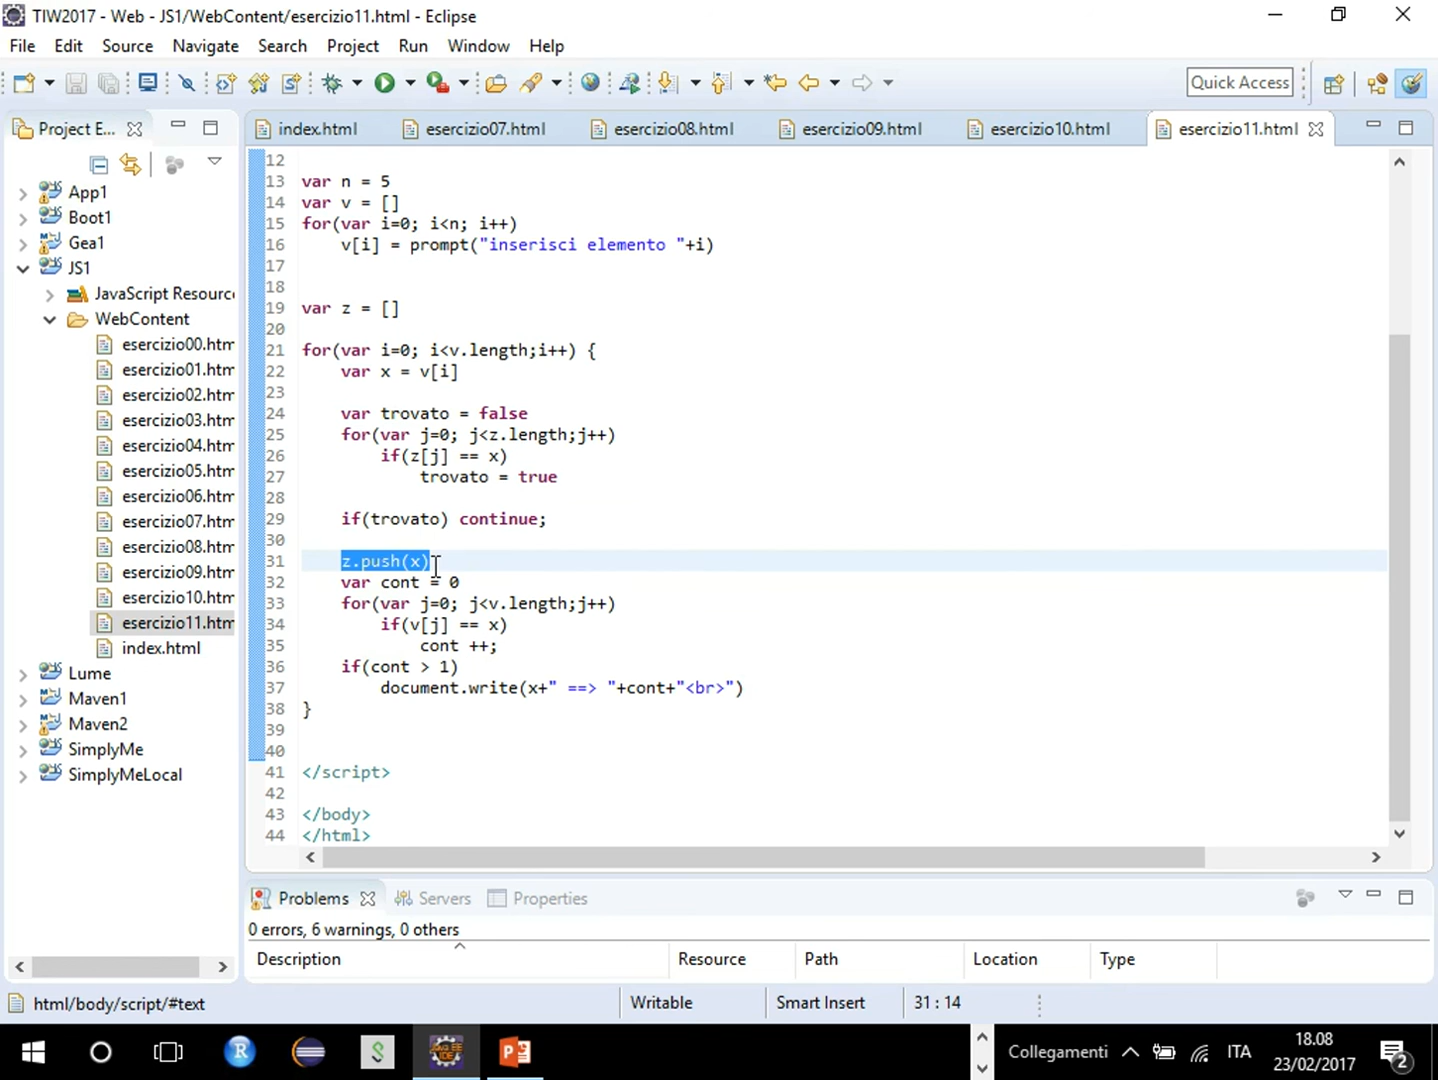 TIW2017 - Web - JS1/WebContent/esercizio11.html - Eclipse
File Edit Source Navigate Search Project Run Window Help
Quick Access
Project E...
index.html esercizio07.html esercizio08.html esercizio09.html esercizio10.html esercizio11.html
App1
Boot1
Gea1
JS1
JavaScript Resourc
WebContent
esercizio00.htm
esercizio01.htm
esercizio02.htm
esercizio03.htm
esercizio04.htm
esercizio05.htm
esercizio06.htm
esercizio07.htm
esercizio08.htm
esercizio09.htm
esercizio10.htm
esercizio11.htm
index.html
Lume
Maven1
Maven2
SimplyMe
SimplyMeLocal
12
13 var n = 5
14 var v = []
15 for(var i=0; i<n; i++)
16 v[i] = prompt("inserisci elemento "+i)
17
18
19 var z = []
20
21 for(var i=0; i<v.length;i++) {
22 var x = v[i]
23
24 var trovato = false
25 for(var j=0; j<z.length;j++)
26 if(z[j] == x)
27 trovato = true
28
29 if(trovato) continue;
30
31 z.push(x)
32 var cont = 0
33 for(var j=0; j<v.length;j++)
34 if(v[j] == x)
35 cont ++;
36 if(cont > 1)
37 document.write(x+" ==> "+cont+"<br>")
38 }
39
40
41 </script>
42
43 </body>
44 </html>
Problems Servers Properties
0 errors, 6 warnings, 0 others
Description Resource Path Location Type
html/body/script/#text Writable Smart Insert 31 : 14
Collegamenti ITA 18.08
23/02/2017 2